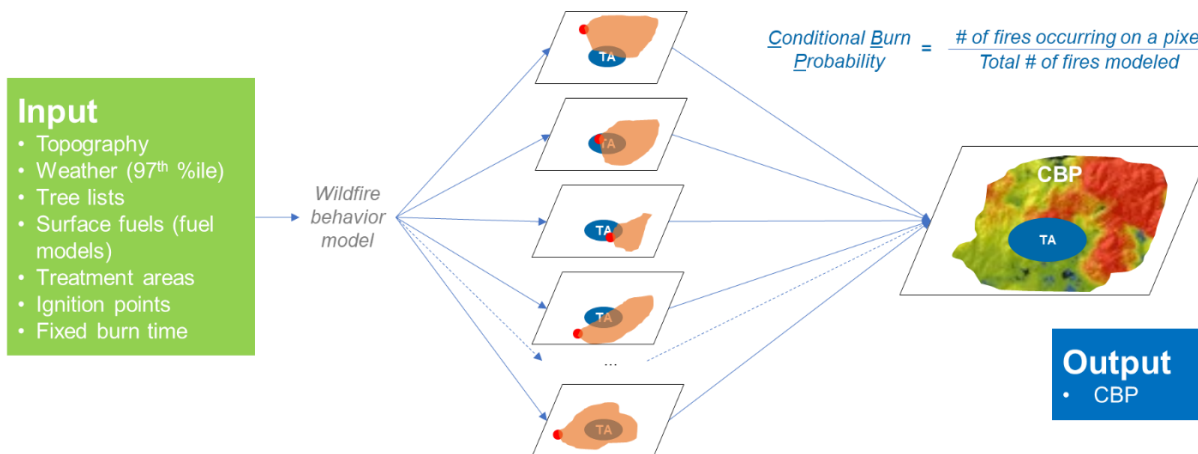 Input
• Topography
• Weather (97th %ile)
• Tree lists
• Surface fuels (fuel
models)
• Treatment areas
• Ignition points
• Fixed burn time
Wildfire
behavior
model
TA
TA
TA
TA
...
TA
Conditional Burn
Probability
=
# of fires occurring on a pixe
Total # of fires modeled
CBP
TA
Output
• CBP